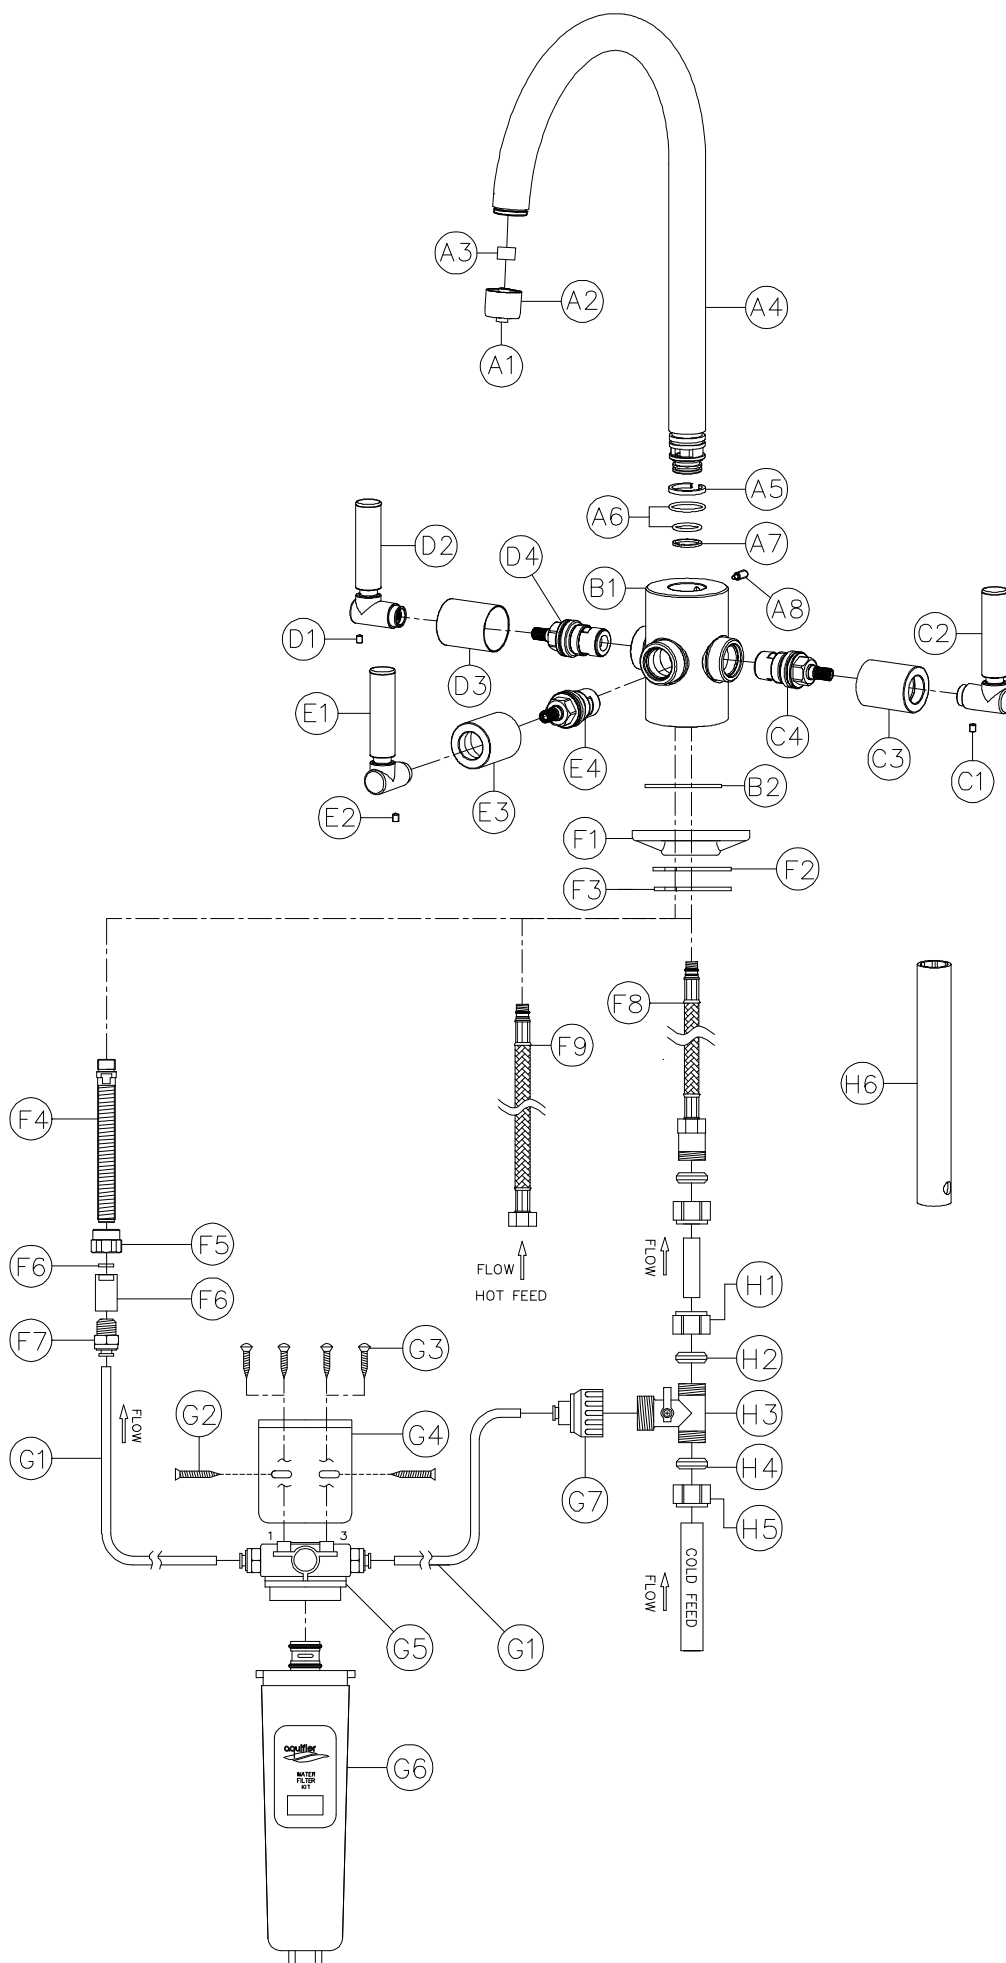 A3
A2
A4
A1
A5
A6
A7
D2
D4
B1
A8
C2
D1
D3
E1
C4
C3
E4
B2
C1
E2
E3
F1
F2
F3
F8
F9
H6
F4
F5
FLOW
FLOW
F6
HOT FEED
H1
F6
F7
G3
H2
G2
FLOW
G4
H3
G1
H4
G7
H5
1
3
COLD FEED
FLOW
G5
G1
aquifier
G6
WATER
FILTER
KIT